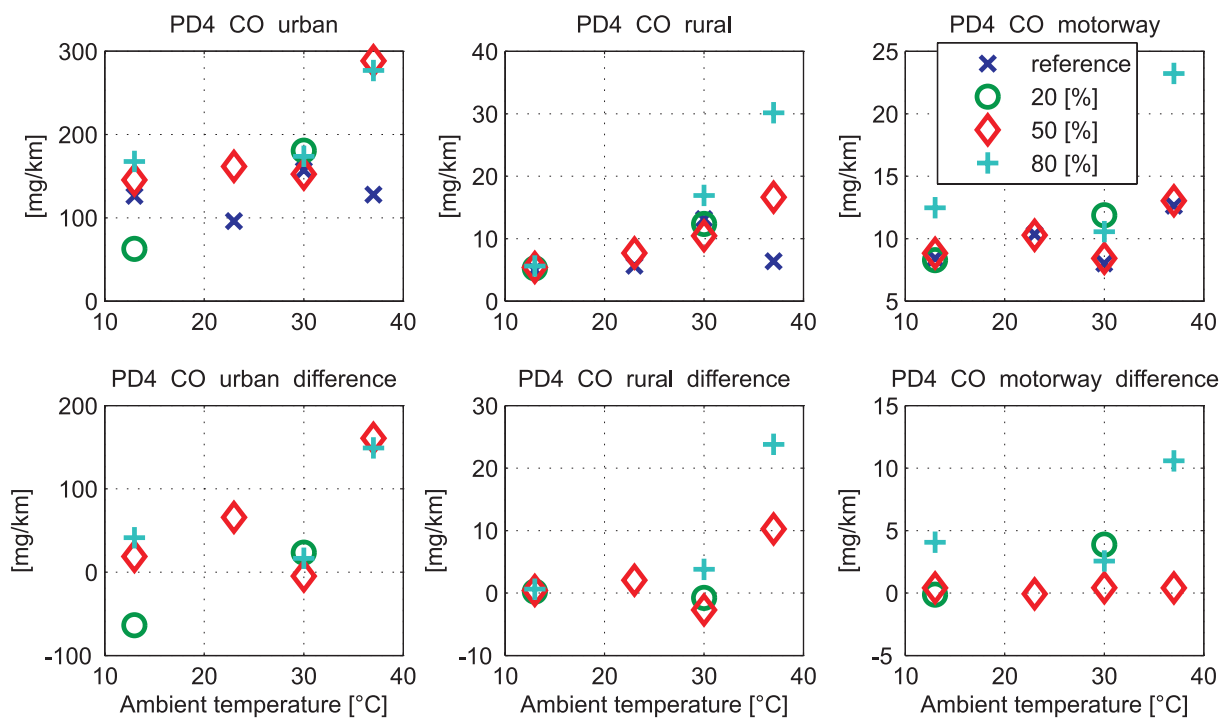 PD4 CO urban
PD4 CO rural
PD4 CO motorway
[mg/km]
300
200
100
0
10 20 30 40
[mg/km]
40
30
20
10
0
10 20 30 40
[mg/km]
25
20
15
10
5
10 20 30 40
reference
20 [%]
50 [%]
80 [%]
PD4 CO urban difference
PD4 CO rural difference
PD4 CO motorway difference
[mg/km]
200
100
0
-100
10 20 30 40
Ambient temperature [°C]
[mg/km]
30
20
10
0
-10
10 20 30 40
Ambient temperature [°C]
[mg/km]
15
10
5
0
-5
10 20 30 40
Ambient temperature [°C]